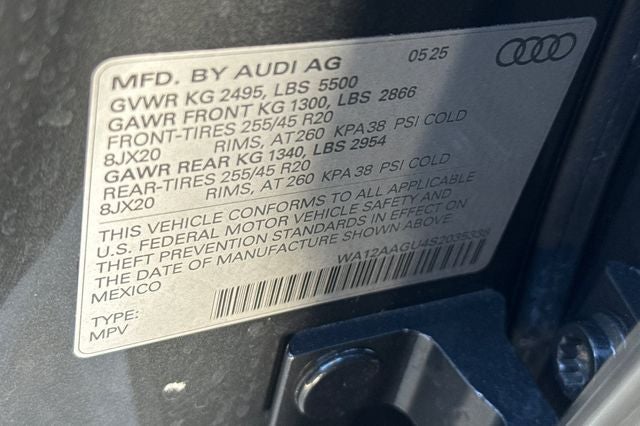 MFD. BY AUDI AG 05 25
GVWR KG 2495, LBS 5500
GAWR FRONT KG 1300, LBS 2866
FRONT-TIRES 255/45 R20
8JX20 RIMS, AT 260 KPA 38 PSI COLD
GAWR REAR KG 1340, LBS 2954
REAR-TIRES 255/45 R20
8JX20 RIMS, AT 260 KPA 38 PSI COLD
THIS VEHICLE CONFORMS TO ALL APPLICABLE
U.S. FEDERAL MOTOR VEHICLE SAFETY AND
THEFT PREVENTION STANDARDS IN EFFECT ON
THE DATE OF MANUFACTURE SHOWN ABOVE.
MEXICO WA12AAGU4S2035338
TYPE:
MPV